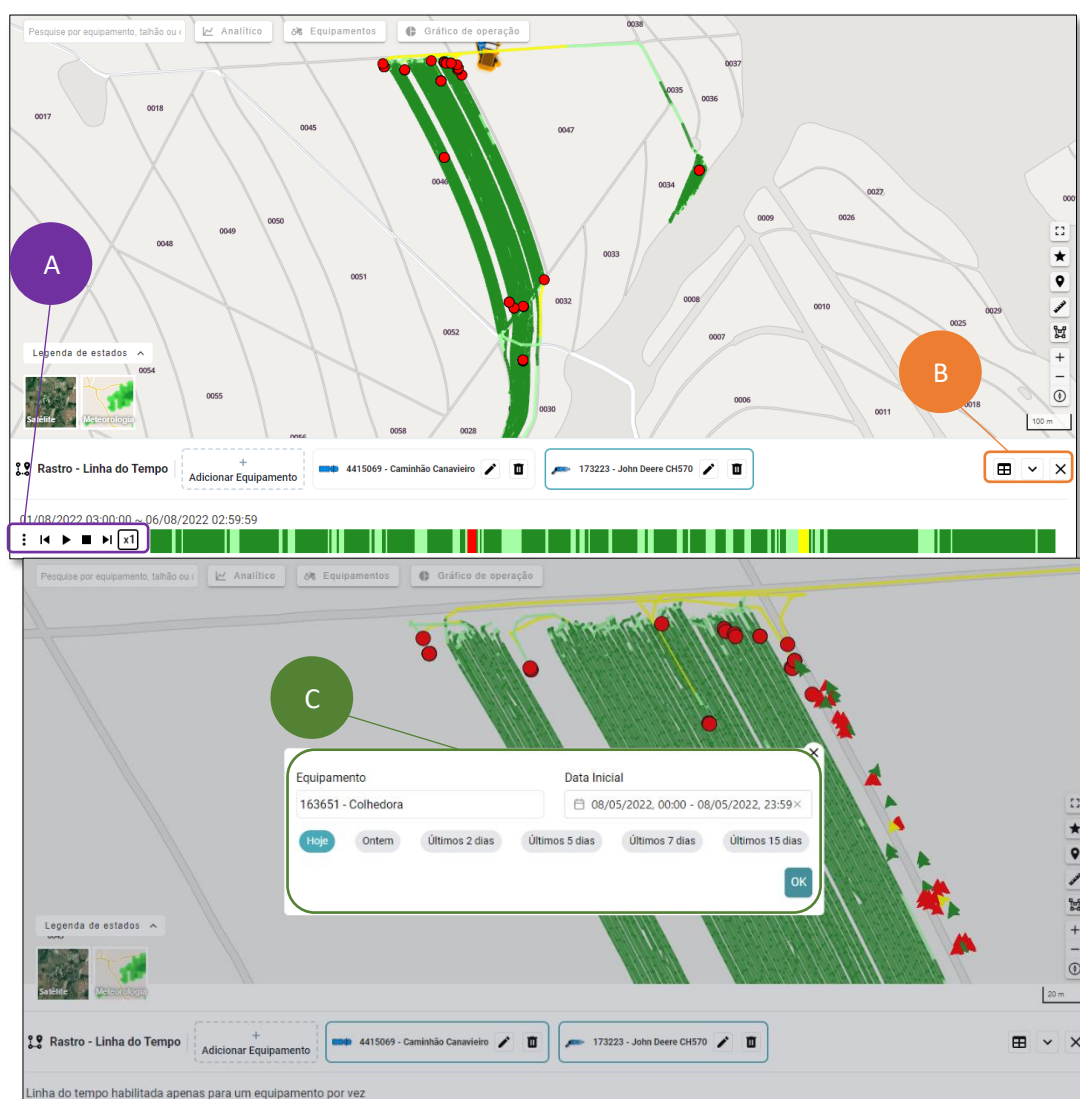 Pesquise por equipamento, talhão ou c
Analítico
Equipamentos
Gráfico de operação
0038
0037
0035
0036
0017
0018
0045
0047
0046
0034
0027
000
0009
0026
0050
0049
0048
0033
A
0051
0032
0008
0010
0029
0025
0052
0007
Legenda de estados
0054
B
0055
0006
0018
0030
0011
Satélite
Meteorologia
0058
0028
0056
100 m
Rastro - Linha do Tempo
+
Adicionar Equipamento
4415069 - Caminhão Canavieiro
173223 - John Deere CH570
01/08/2022 03:00:00 ~ 06/08/2022 02:59:59
x1
Pesquise por equipamento, talhão ou c
Analítico
Equipamentos
Gráfico de operação
C
Equipamento
Data Inicial
163651 - Colhedora
08/05/2022, 00:00 - 08/05/2022, 23:59
Hoje
Ontem
Últimos 2 dias
Últimos 5 dias
Últimos 7 dias
Últimos 15 dias
OK
Legenda de estados
Satélite
Meteorologia
20 m
Rastro - Linha do Tempo
+
Adicionar Equipamento
4415069 - Caminhão Canavieiro
173223 - John Deere CH570
Linha do tempo habilitada apenas para um equipamento por vez